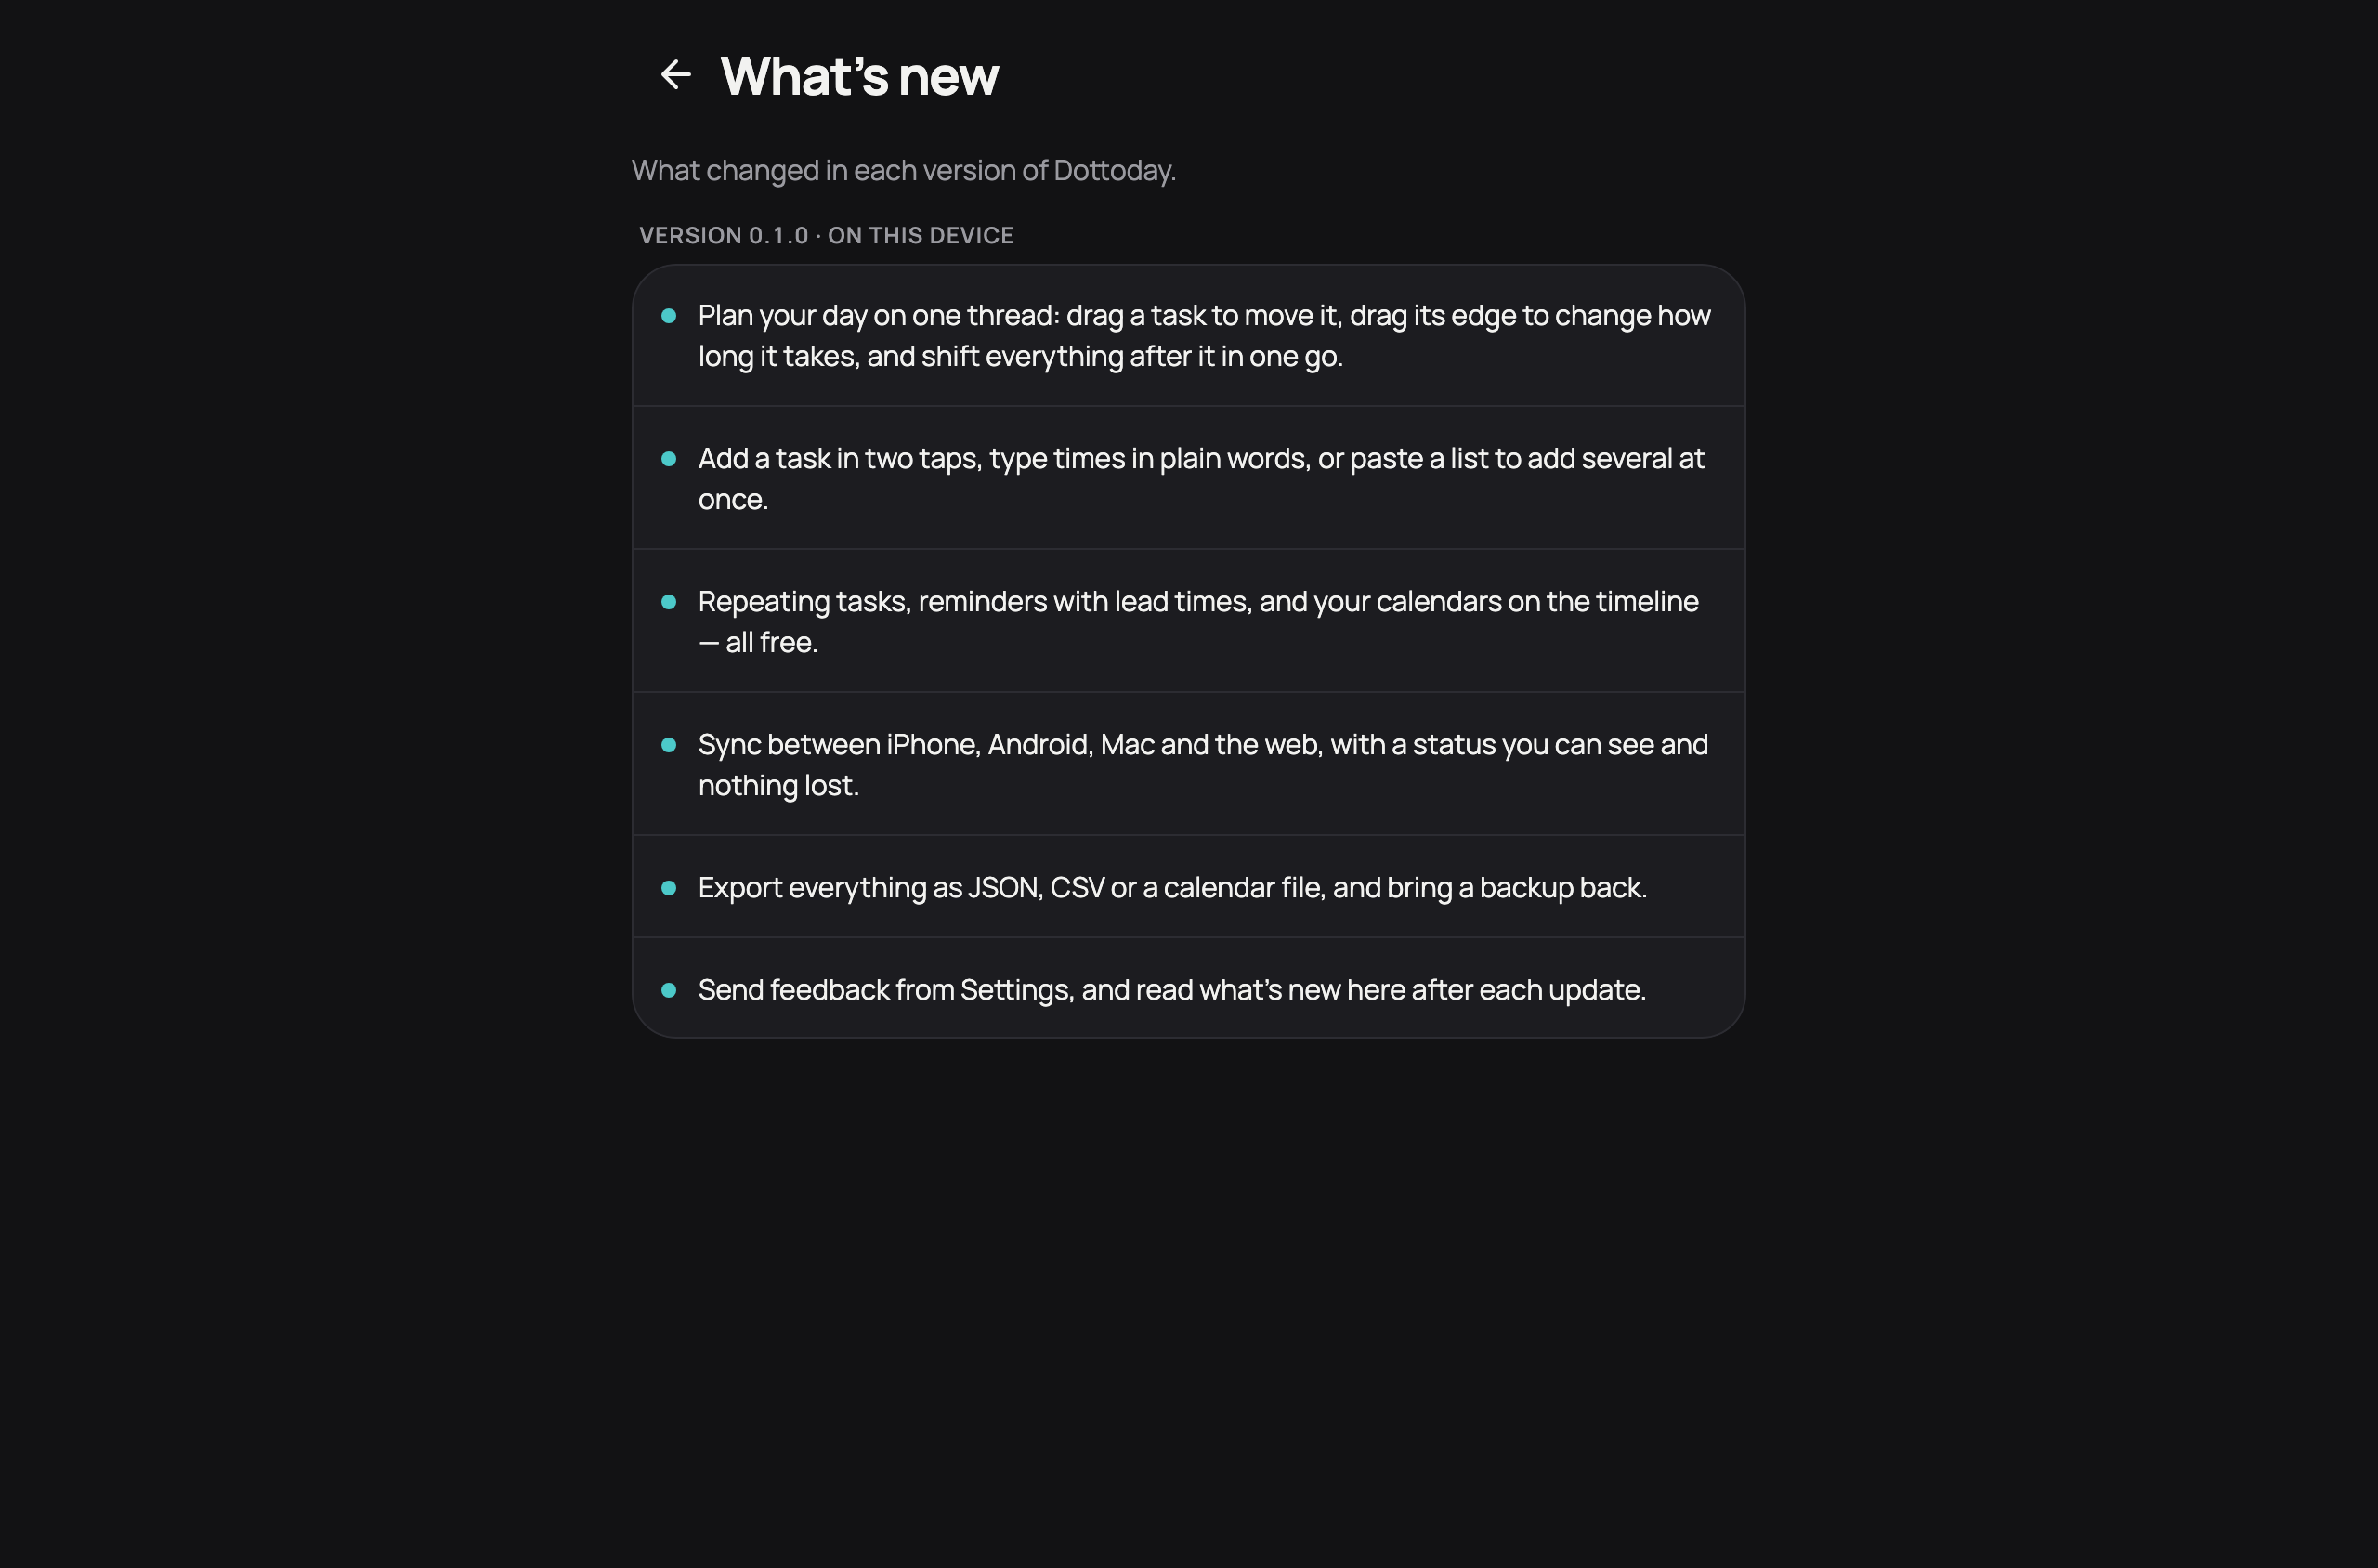 What’s new
What changed in each version of Dottoday.
VERSION 0.1.0 · ON THIS DEVICE
Plan your day on one thread: drag a task to move it, drag its edge to change how
long it takes, and shift everything after it in one go.
Add a task in two taps, type times in plain words, or paste a list to add several at
once.
Repeating tasks, reminders with lead times, and your calendars on the timeline
— all free.
Sync between iPhone, Android, Mac and the web, with a status you can see and
nothing lost.
Export everything as JSON, CSV or a calendar file, and bring a backup back.
Send feedback from Settings, and read what’s new here after each update.